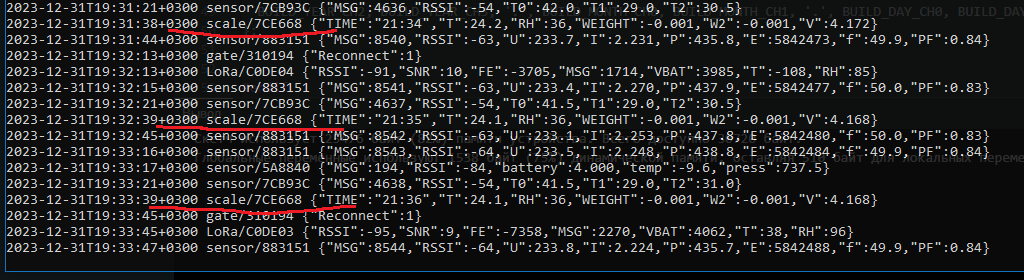 2023-12-31T19:31:21+0300 sensor/7CB93C {"MSG":4636,"RSSI":-54,"T0":42.0,"T1":29.0,"T2":30.5}
2023-12-31T19:31:38+0300 scale/7CE668 {"TIME":"21:34","T":24.2,"RH":36,"WEIGHT":-0.001,"W2":-0.001,"V":4.172}
2023-12-31T19:31:44+0300 sensor/883151 {"MSG":8540,"RSSI":-63,"U":233.7,"I":2.231,"P":435.8,"E":5842473,"f":49.9,"PF":0.84}
2023-12-31T19:32:13+0300 gate/310194 {"Reconnect":1}
2023-12-31T19:32:13+0300 LoRa/C0DE04 {"RSSI":-91,"SNR":10,"FE":-3705,"MSG":1714,"VBAT":3985,"T":-108,"RH":85}
2023-12-31T19:32:15+0300 sensor/883151 {"MSG":8541,"RSSI":-63,"U":233.4,"I":2.270,"P":437.9,"E":5842477,"f":50.0,"PF":0.83}
2023-12-31T19:32:21+0300 sensor/7CB93C {"MSG":4637,"RSSI":-54,"T0":41.5,"T1":29.0,"T2":30.5}
2023-12-31T19:32:39+0300 scale/7CE668 {"TIME":"21:35","T":24.1,"RH":36,"WEIGHT":-0.001,"W2":-0.001,"V":4.168}
2023-12-31T19:32:45+0300 sensor/883151 {"MSG":8542,"RSSI":-63,"U":233.1,"I":2.253,"P":437.3,"E":5842480,"f":50.0,"PF":0.83}
2023-12-31T19:33:16+0300 sensor/883151 {"MSG":8543,"RSSI":-64,"U":233.5,"I":2.248,"P":438.8,"E":5842484,"f":49.9,"PF":0.84}
2023-12-31T19:33:17+0300 sensor/5A8840 {"MSG":194,"RSSI":-84,"battery":4.000,"temp":-9.6,"press":737.5}
2023-12-31T19:33:21+0300 sensor/7CB93C {"MSG":4638,"RSSI":-54,"T0":41.5,"T1":29.0,"T2":31.0}
2023-12-31T19:33:39+0300 scale/7CE668 {"TIME":"21:36","T":24.1,"RH":36,"WEIGHT":-0.001,"W2":-0.001,"V":4.168}
2023-12-31T19:33:45+0300 gate/310194 {"Reconnect":1}
2023-12-31T19:33:45+0300 LoRa/C0DE03 {"RSSI":-95,"SNR":9,"FE":-7358,"MSG":2270,"VBAT":4062,"T":38,"RH":96}
2023-12-31T19:33:47+0300 sensor/883151 {"MSG":8544,"RSSI":-64,"U":233.8,"I":2.224,"P":435.7,"E":5842488,"f":49.9,"PF":0.84}